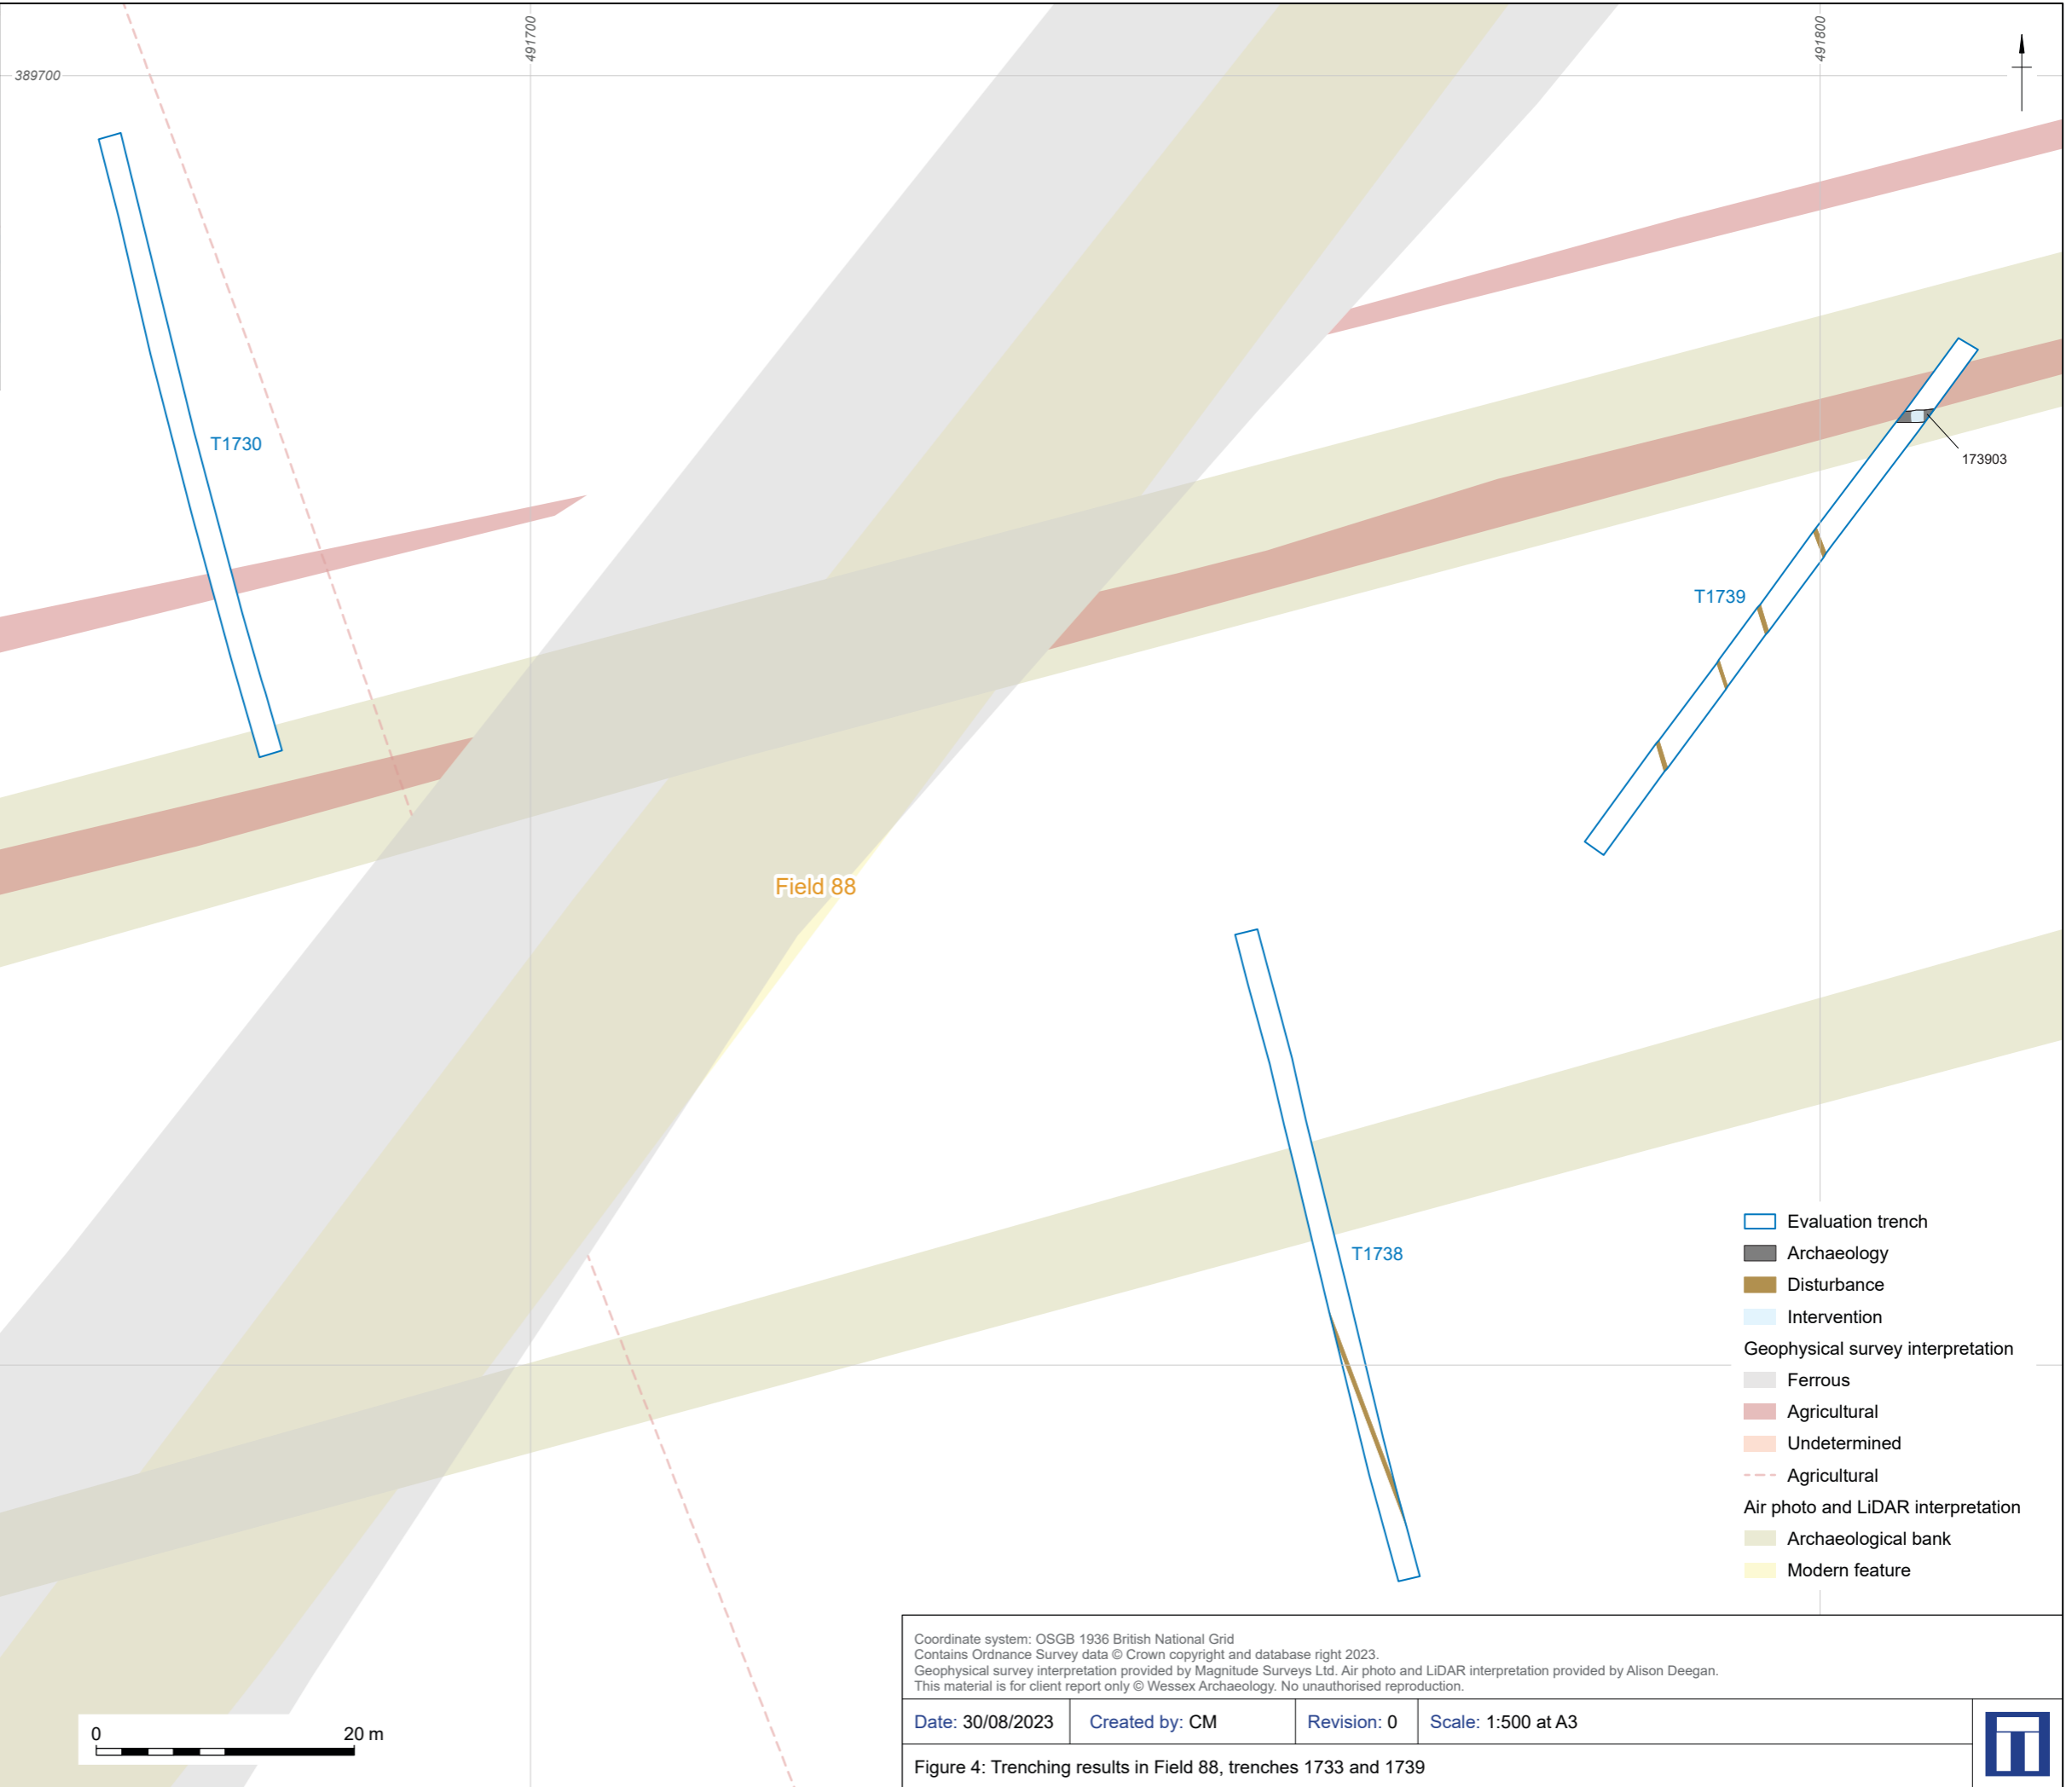 491700
491800
389700
T1730
173903
T1739
Field 88
T1738
Evaluation trench
Archaeology
Disturbance
Intervention
Geophysical survey interpretation
Ferrous
Agricultural
Undetermined
Agricultural
Air photo and LiDAR interpretation
Archaeological bank
Modern feature
Coordinate system: OSGB 1936 British National Grid
Contains Ordnance Survey data © Crown copyright and database right 2023.
Geophysical survey interpretation provided by Magnitude Surveys Ltd. Air photo and LiDAR interpretation provided by Alison Deegan.
This material is for client report only © Wessex Archaeology. No unauthorised reproduction.
Date: 30/08/2023 Created by: CM Revision: 0 Scale: 1:500 at A3
0 20 m
Figure 4: Trenching results in Field 88, trenches 1733 and 1739